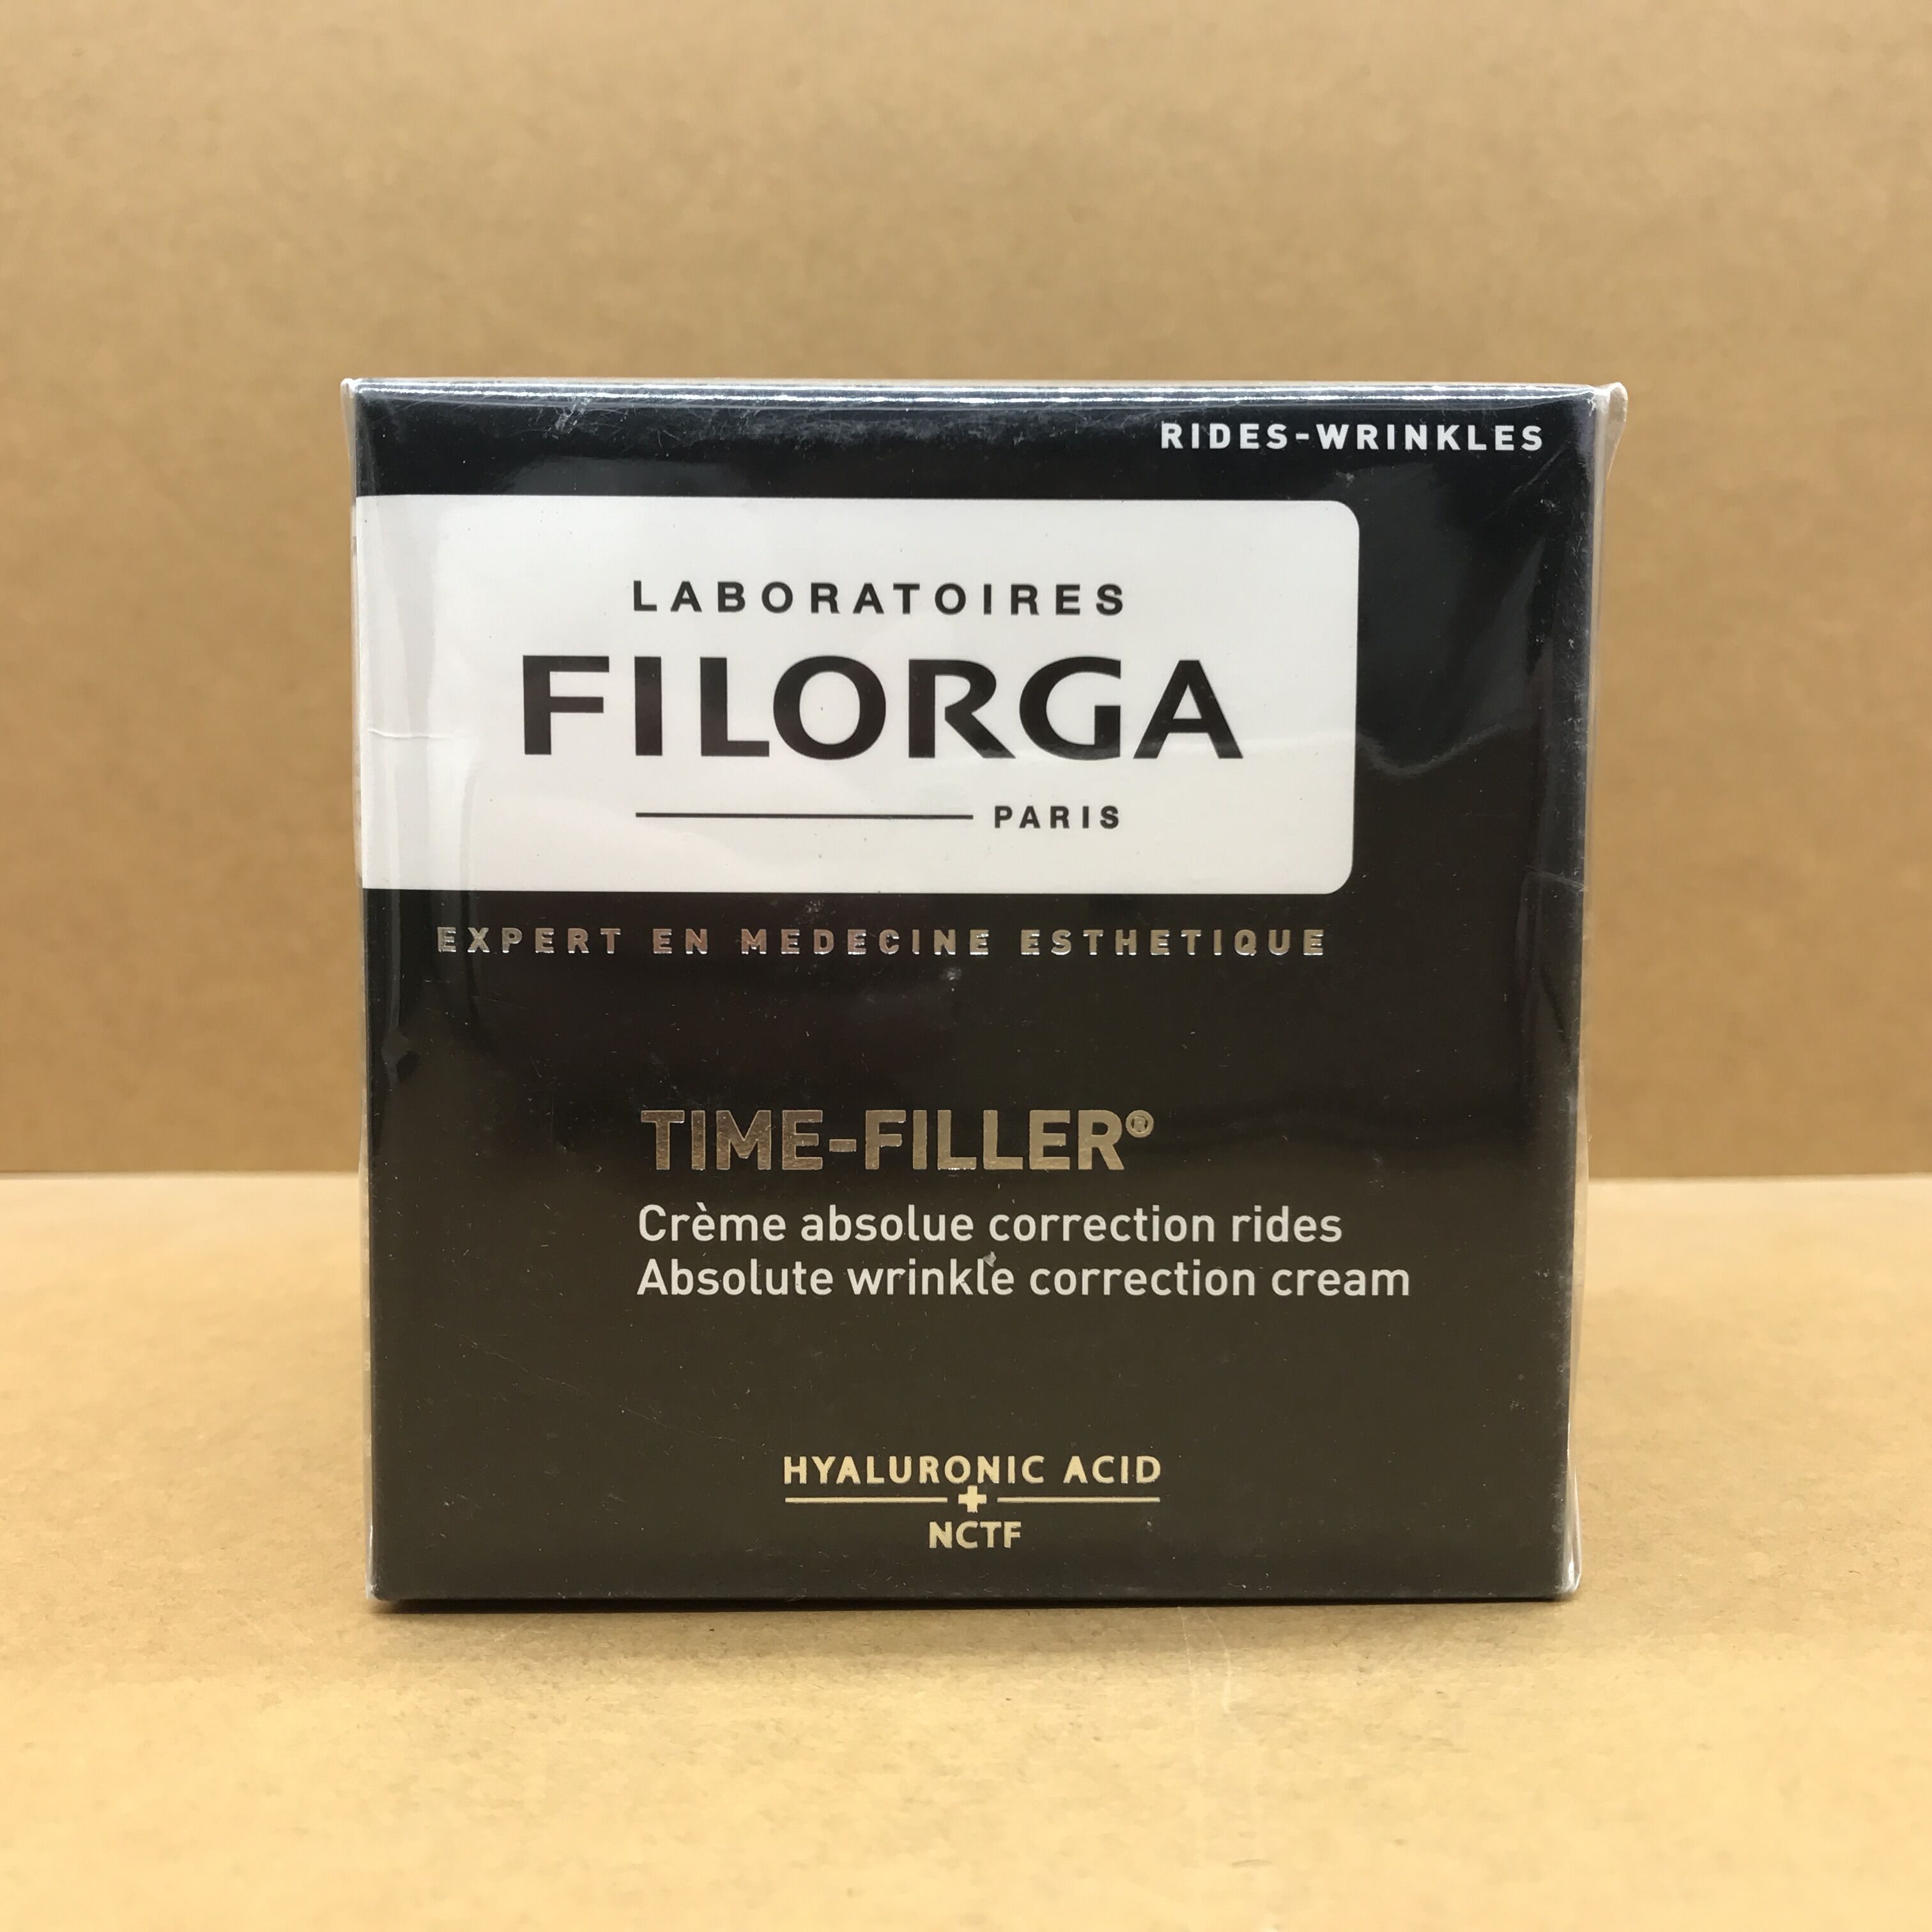 RIDES-WRINKLES
LABORATOIRES
FILORGA
PARIS
EXPERT EN MEDECINE ESTHETIQUE
TIME-FILLER®
Crème absolue correction rides
Absolute wrinkle correction cream
HYALURONIC ACID
+
NCTF